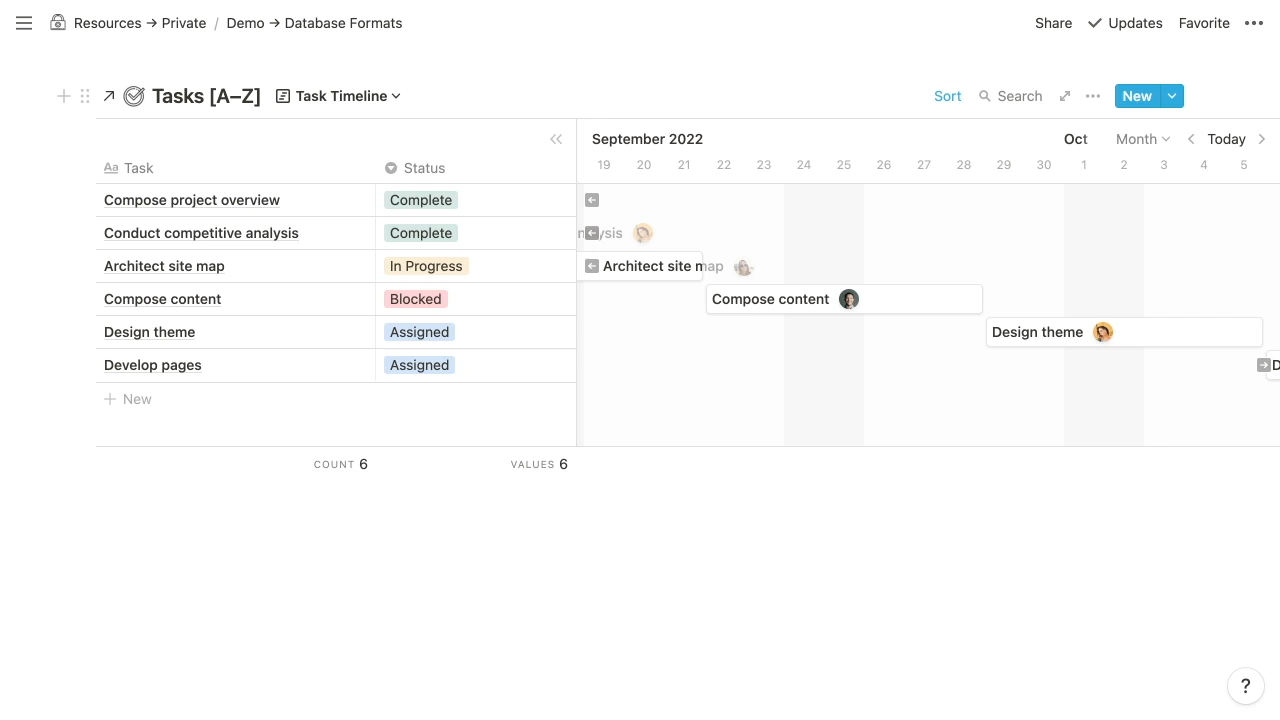 Resources → Private / Demo → Database Formats
Share Updates Favorite
Tasks [A–Z] Task Timeline
Sort Search New
September 2022 Oct Month Today
Aa Task Status
19 20 21 22 23 24 25 26 27 28 29 30 1 2 3 4 5
Compose project overview Complete
Conduct competitive analysis Complete alysis
Architect site map In Progress Architect site map
Compose content Blocked Compose content
Design theme Assigned Design theme
Develop pages Assigned D
New
COUNT 6 VALUES 6
?